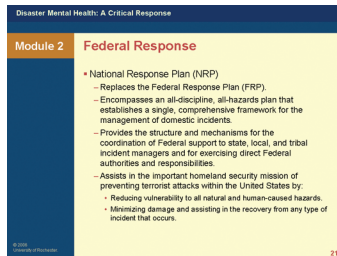 Disaster Mental Health: A Critical Response
Module 2
Federal Response
▪ National Response Plan (NRP)
– Replaces the Federal Response Plan (FRP).
– Encompasses an all-discipline, all-hazards plan that
establishes a single, comprehensive framework for the
management of domestic incidents.
– Provides the structure and mechanisms for the
coordination of Federal support to state, local, and tribal
incident managers and for exercising direct Federal
authorities and responsibilities.
– Assists in the important homeland security mission of
preventing terrorist attacks within the United States by:
• Reducing vulnerability to all natural and human-caused hazards.
• Minimizing damage and assisting in the recovery from any type of
incident that occurs.
University of Rochester
21